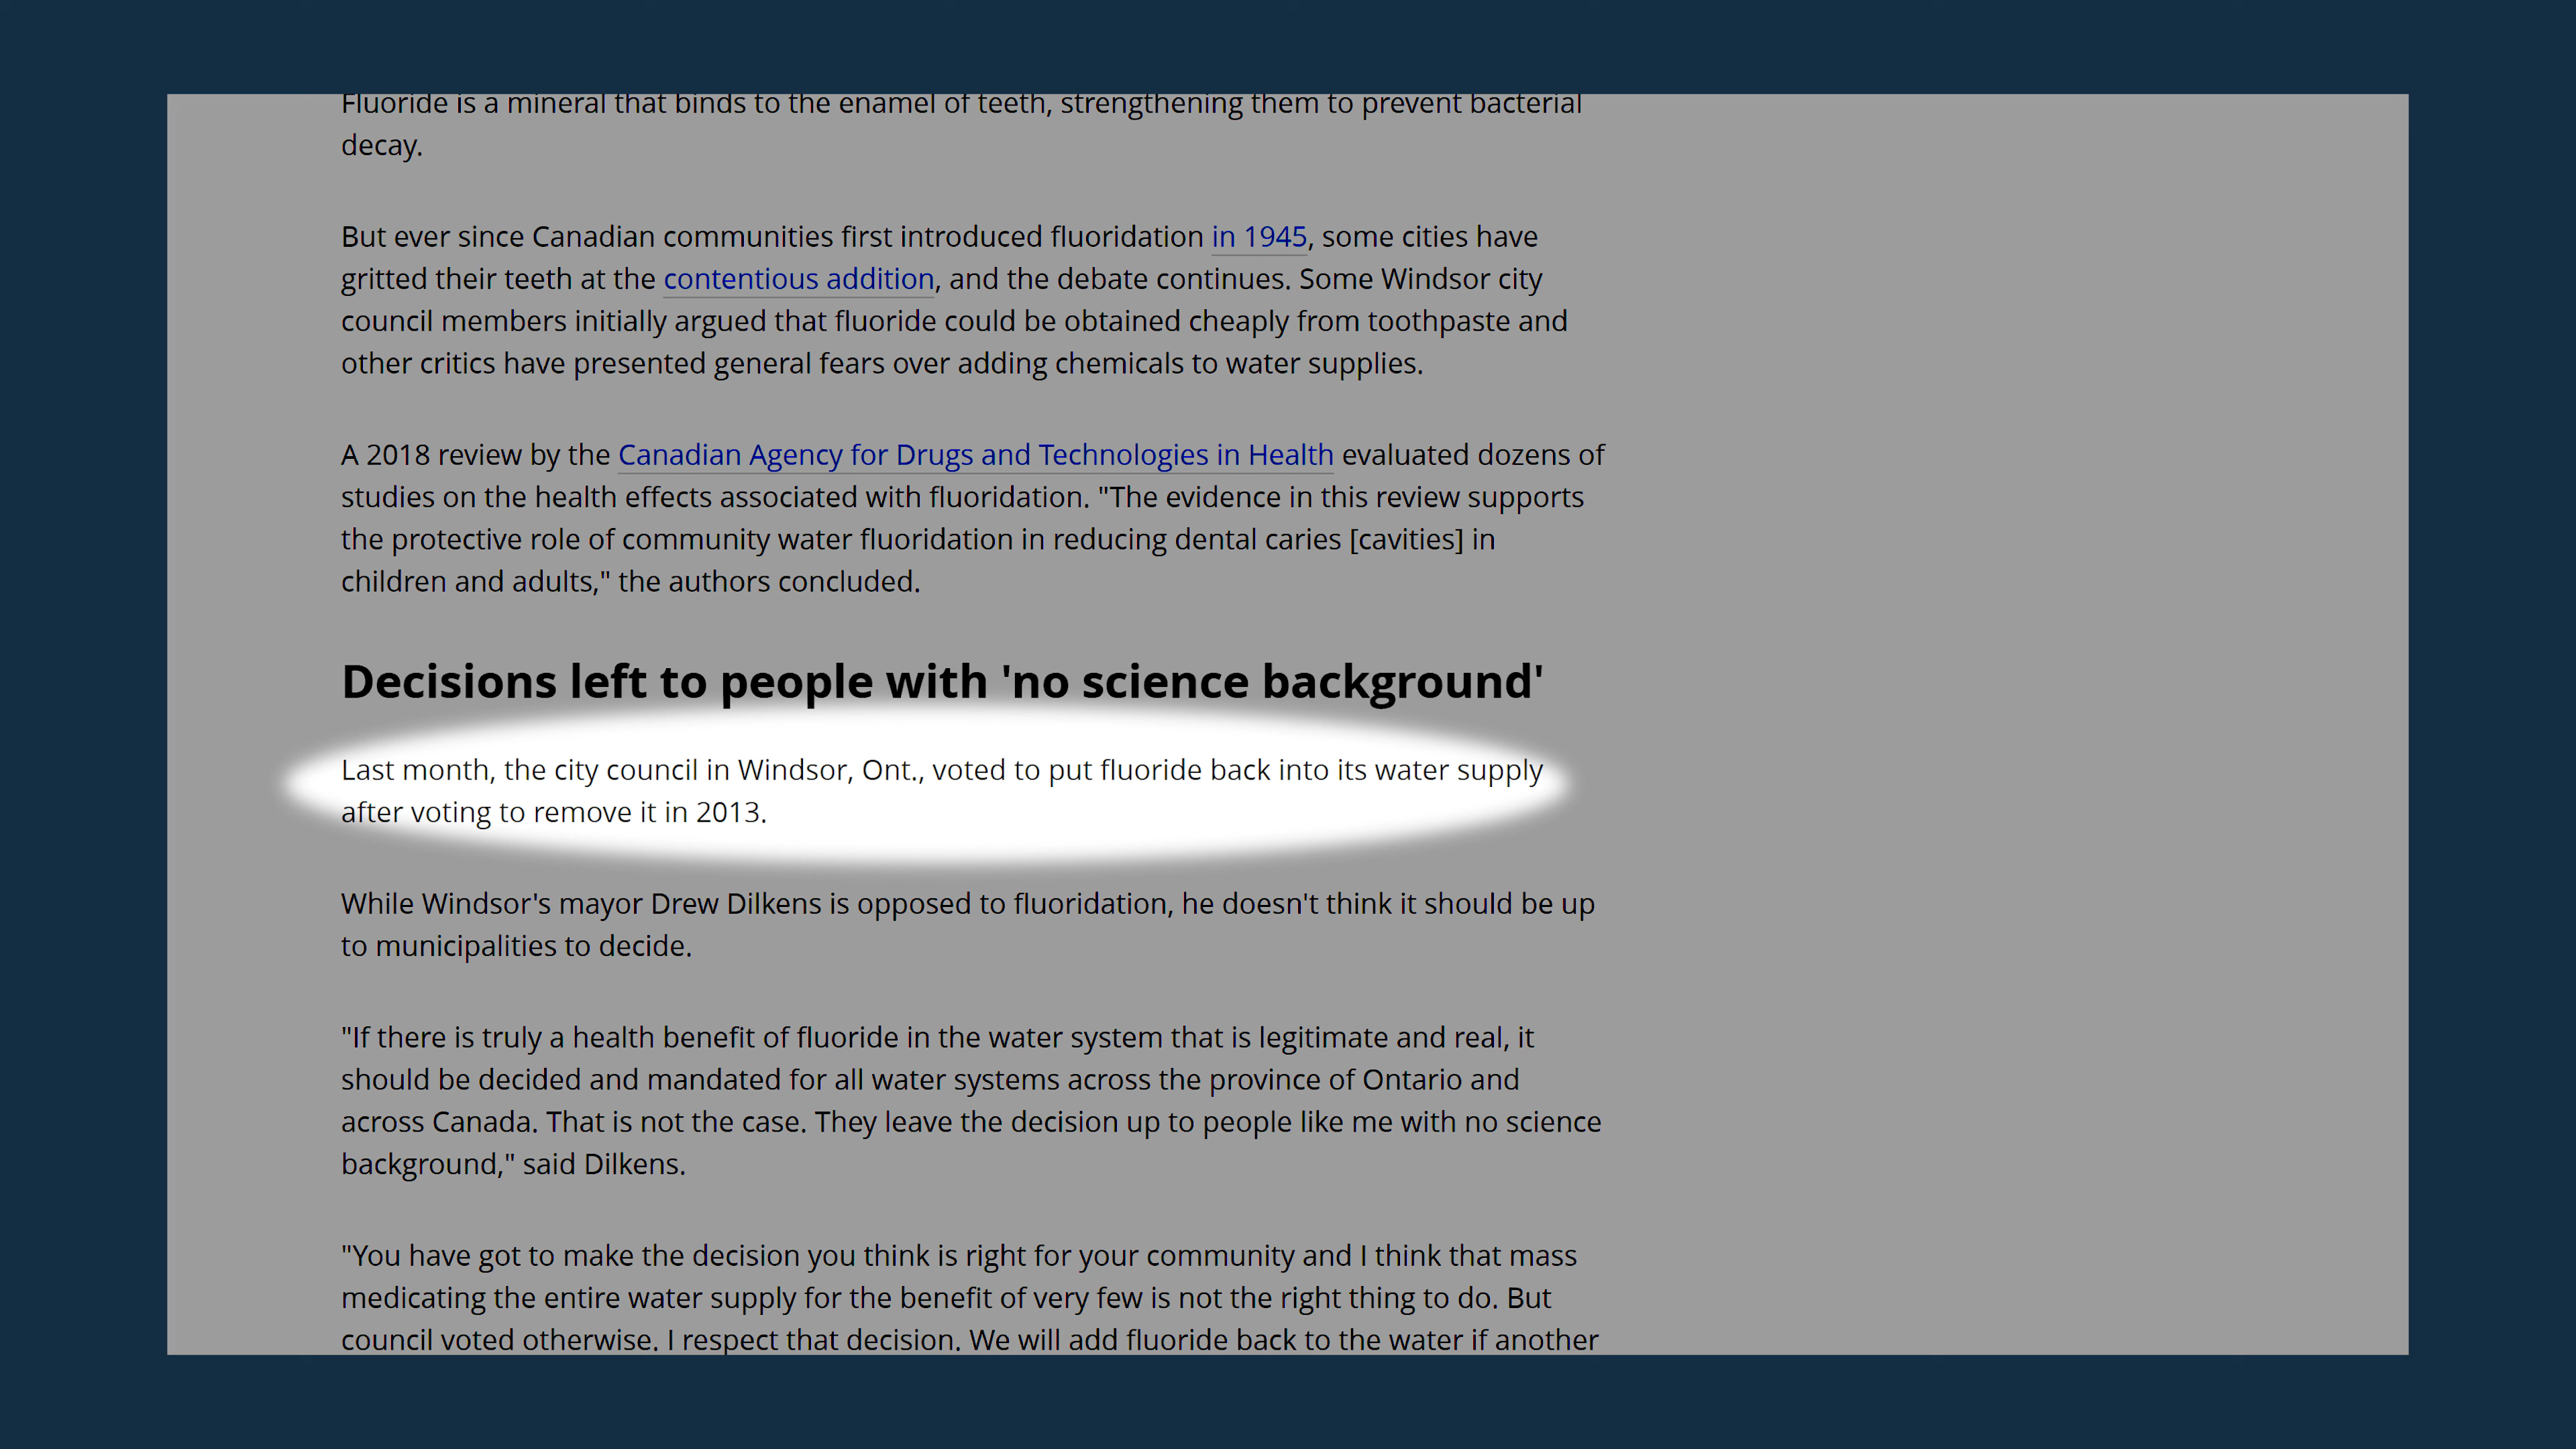 Fluoride is a mineral that binds to the enamel of teeth, strengthening them to prevent bacterial
decay.
But ever since Canadian communities first introduced fluoridation in 1945, some cities have
gritted their teeth at the contentious addition, and the debate continues. Some Windsor city
council members initially argued that fluoride could be obtained cheaply from toothpaste and
other critics have presented general fears over adding chemicals to water supplies.
A 2018 review by the Canadian Agency for Drugs and Technologies in Health evaluated dozens of
studies on the health effects associated with fluoridation. "The evidence in this review supports
the protective role of community water fluoridation in reducing dental caries [cavities] in
children and adults," the authors concluded.
Decisions left to people with 'no science background'
Last month, the city council in Windsor, Ont., voted to put fluoride back into its water supply
after voting to remove it in 2013.
While Windsor's mayor Drew Dilkens is opposed to fluoridation, he doesn't think it should be up
to municipalities to decide.
"If there is truly a health benefit of fluoride in the water system that is legitimate and real, it
should be decided and mandated for all water systems across the province of Ontario and
across Canada. That is not the case. They leave the decision up to people like me with no science
background," said Dilkens.
"You have got to make the decision you think is right for your community and I think that mass
medicating the entire water supply for the benefit of very few is not the right thing to do. But
council voted otherwise. I respect that decision. We will add fluoride back to the water if another